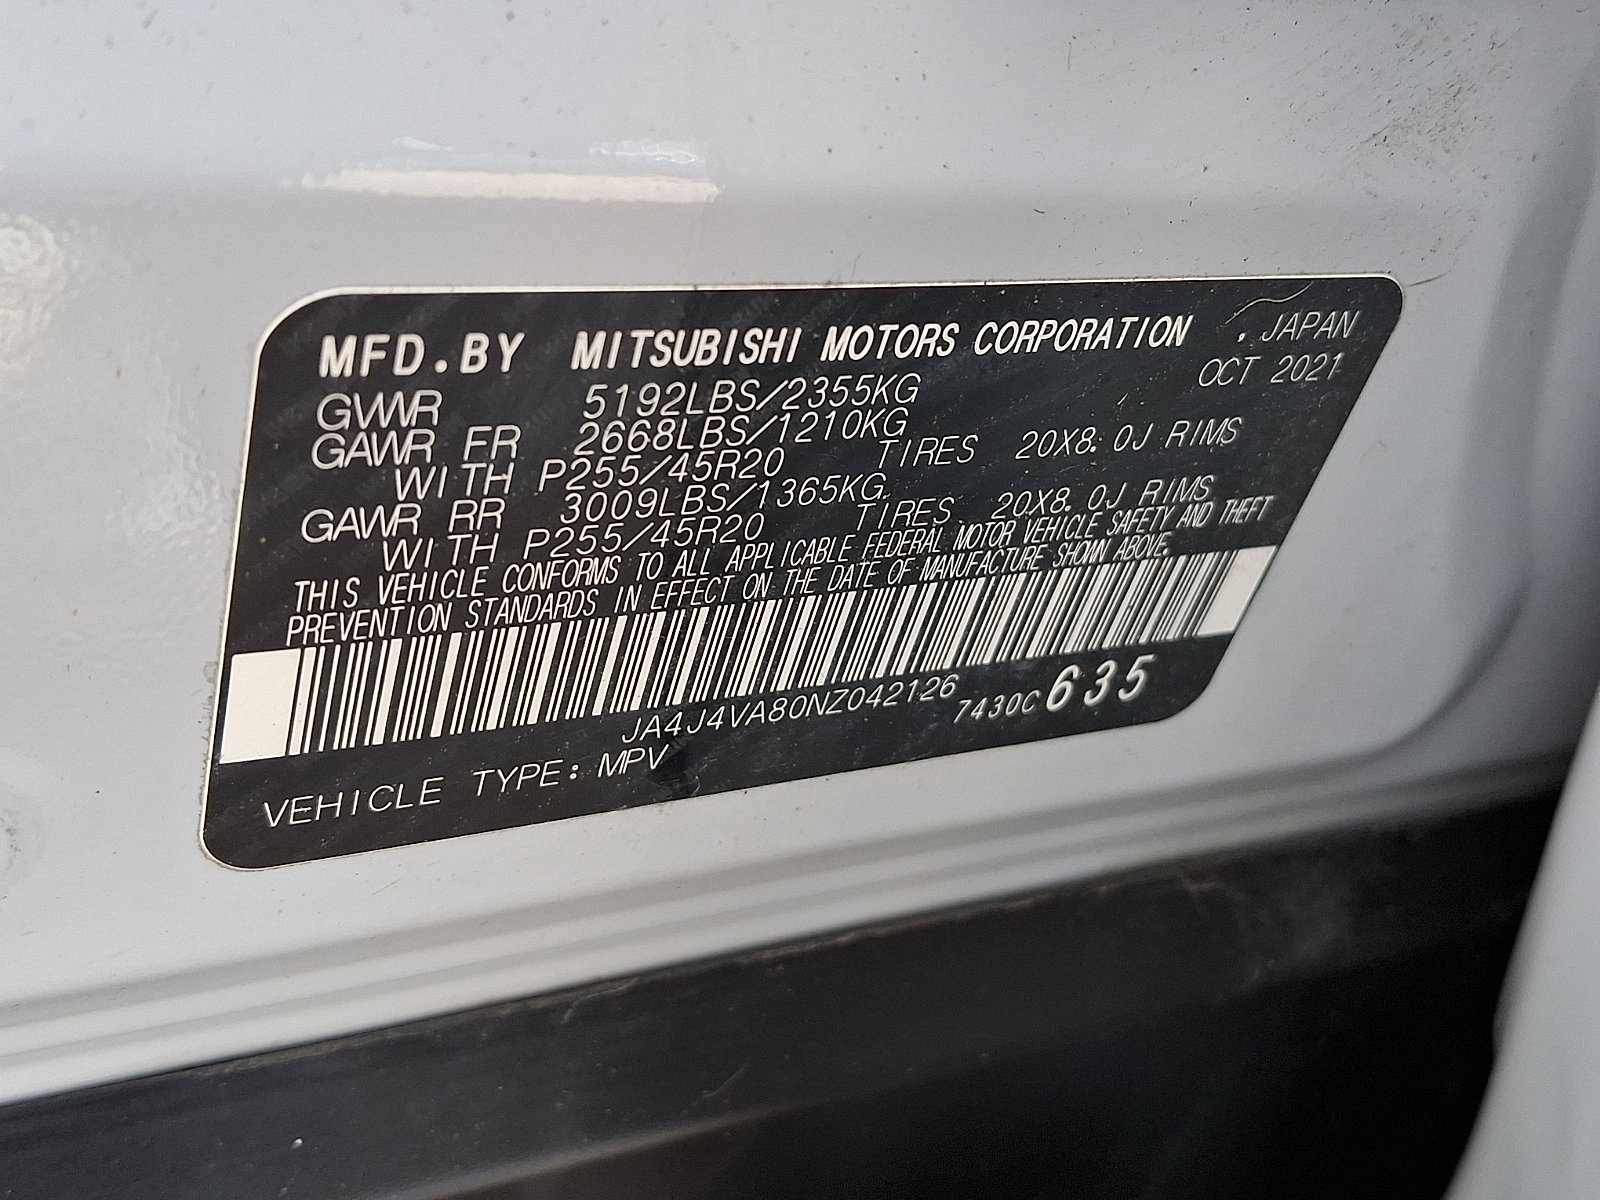 MFD.BY MITSUBISHI MOTORS CORPORATION . JAPAN
OCT 2021
GVWR 5192LBS/2355KG
GAWR FR 2668LBS/1210KG
WITH P255/45R20 TIRES 20X8.0J RIMS
GAWR RR 3009LBS/1365KG
WITH P255/45R20 TIRES 20X8.0J RIMS
THIS VEHICLE CONFORMS TO ALL APPLICABLE FEDERAL MOTOR VEHICLE SAFETY AND THEFT
PREVENTION STANDARDS IN EFFECT ON THE DATE OF MANUFACTURE SHOWN ABOVE.
JA4J4VA80NZ042126 7430C635
VEHICLE TYPE: MPV